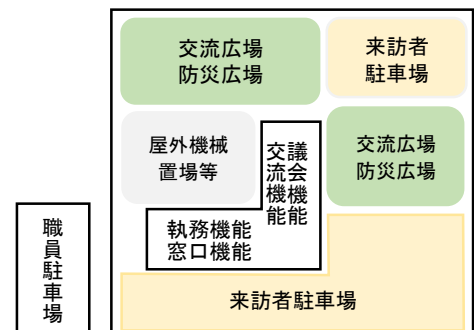 交流広場
防災広場
来訪者
駐車場
屋外機械
置場等
議会機能
交流機能
交流広場
防災広場
執務機能
窓口機能
職員駐車場
来訪者駐車場